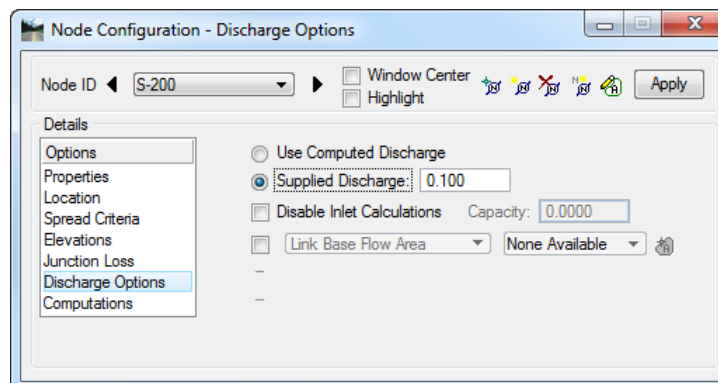 Node Configuration - Discharge Options
Node ID S-200 Window Center Apply
Highlight
Details
Options
Properties
Location
Spread Criteria
Elevations
Junction Loss
Discharge Options
Computations
Use Computed Discharge
Supplied Discharge: 0.100
Disable Inlet Calculations Capacity: 0.0000
Link Base Flow Area None Available